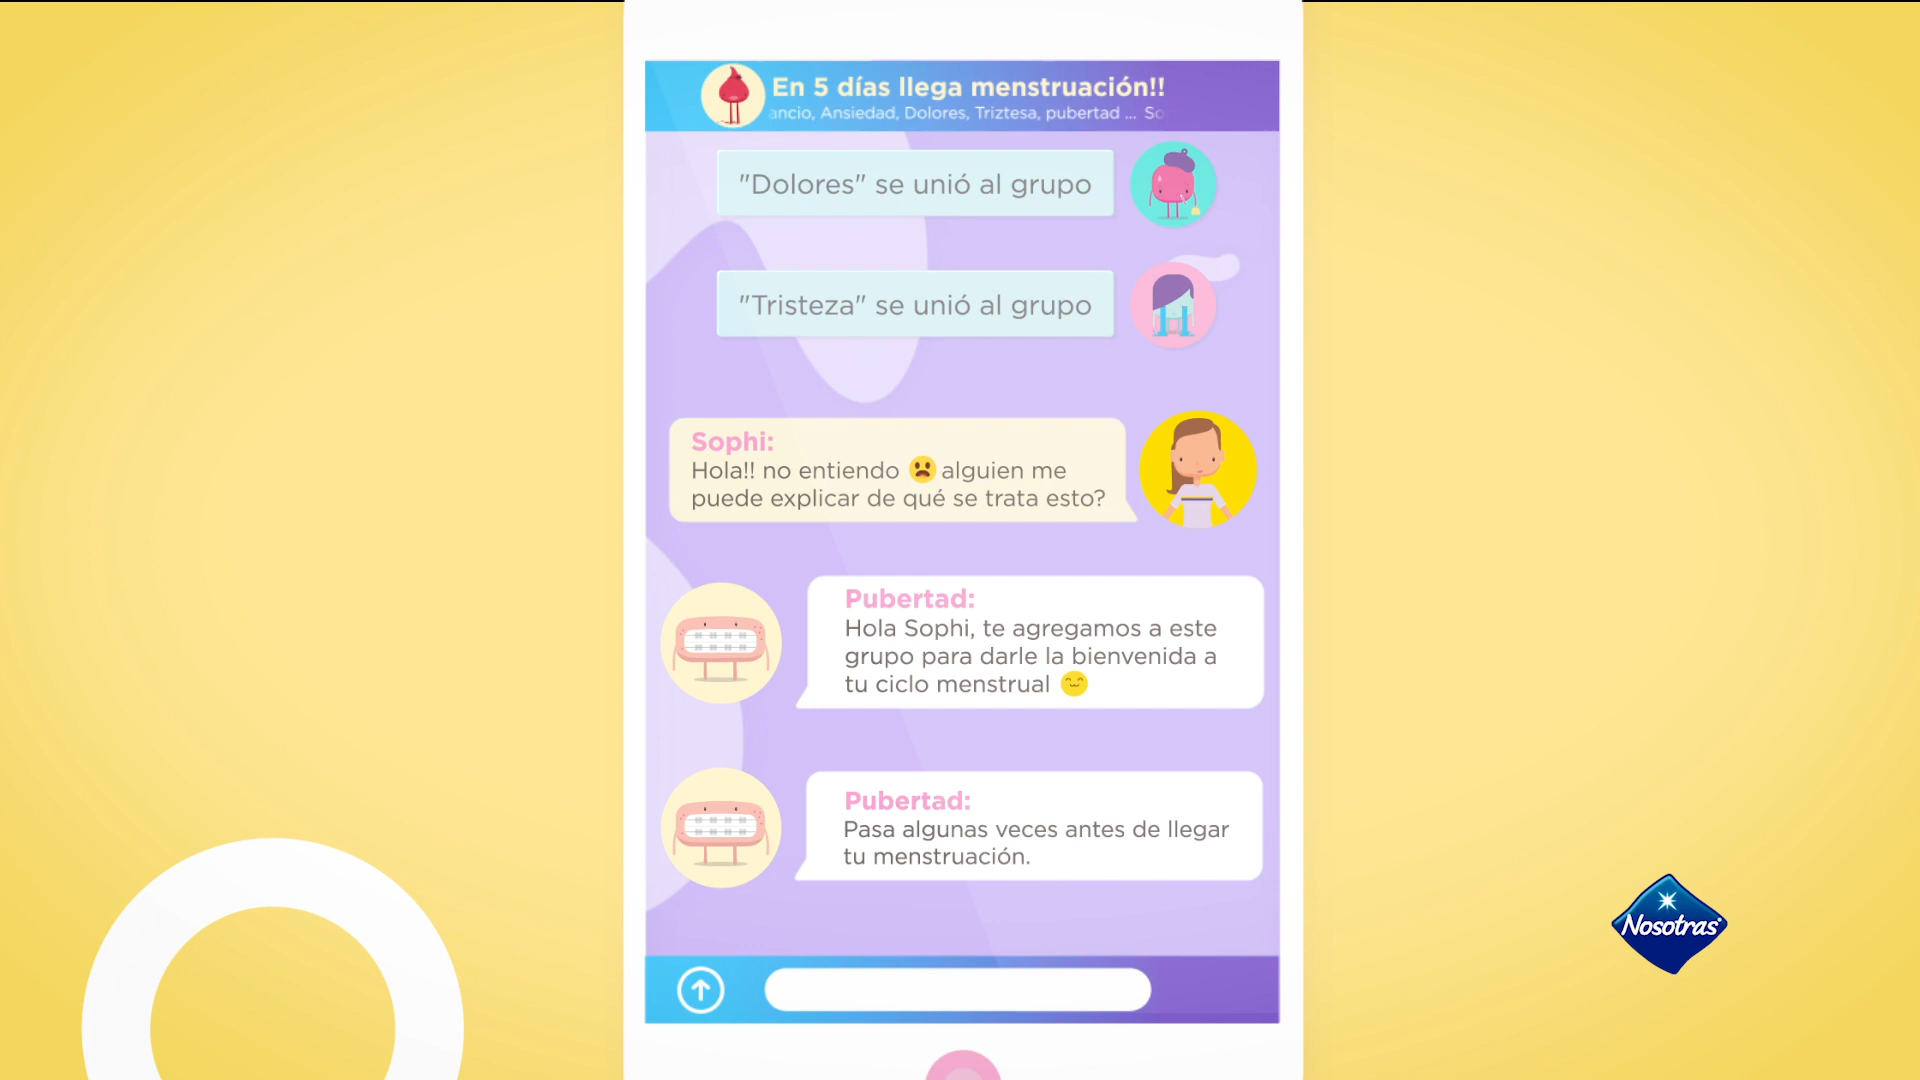 En 5 días llega menstruación!!
Ansiedad, Dolores, Triztesa, pubertad ...
"Dolores" se unió al grupo
"Tristeza" se unió al grupo
Sophi:
Hola!! no entiendo alguien me
puede explicar de qué se trata esto?
Pubertad:
Hola Sophi, te agregamos a este
grupo para darle la bienvenida a
tu ciclo menstrual
Pubertad:
Pasa algunas veces antes de llegar
tu menstruación.
Nosotras